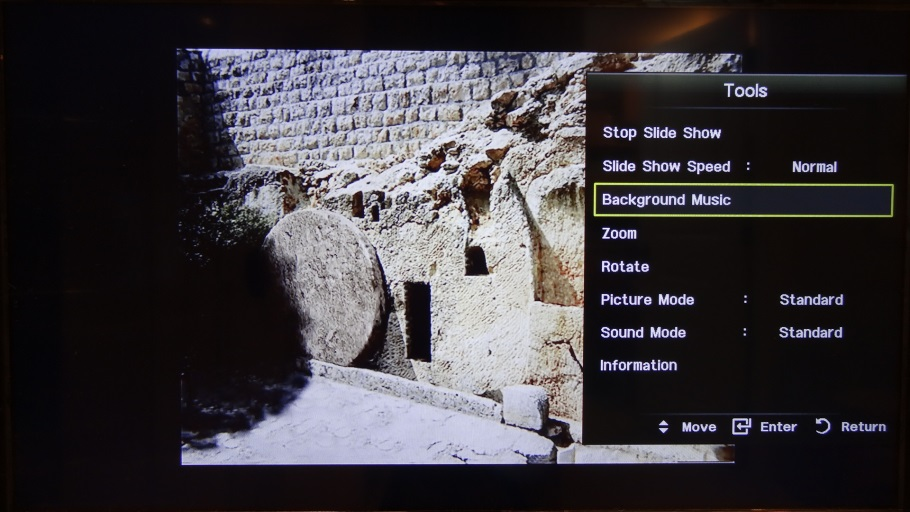 Tools
Stop Slide Show
Slide Show Speed : Normal
Background Music
Zoom
Rotate
Picture Mode : Standard
Sound Mode : Standard
Information
Move Enter Return